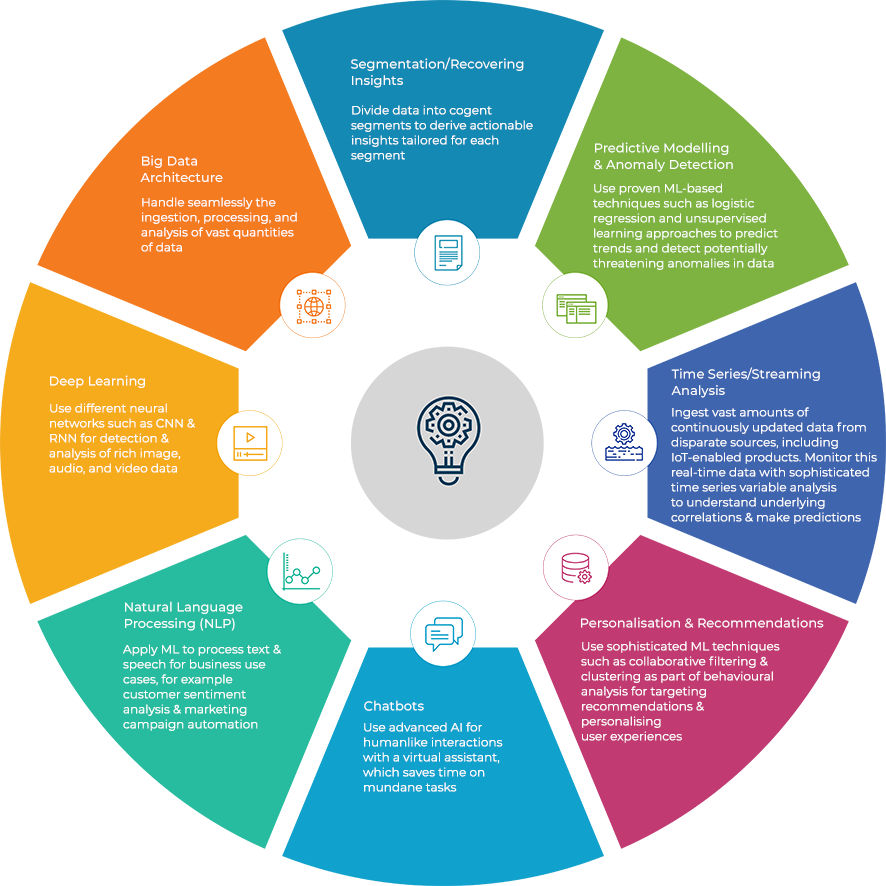 Segmentation/Recovering
Insights
Divide data into cogent
segments to derive actionable
insights tailored for each
segment
Predictive Modelling
& Anomaly Detection
Use proven ML-based
techniques such as logistic
regression and unsupervised
learning approaches to predict
trends and detect potentially
threatening anomalies in data
Time Series/Streaming
Analysis
Ingest vast amounts of
continuously updated data from
disparate sources, including
IoT-enabled products. Monitor this
real-time data with sophisticated
time series variable analysis
to understand underlying
correlations & make predictions
Personalisation & Recommendations
Use sophisticated ML techniques
such as collaborative filtering &
clustering as part of behavioural
analysis for targeting
recommendations &
personalising
user experiences
Chatbots
Use advanced AI for
humanlike interactions
with a virtual assistant,
which saves time on
mundane tasks
Natural Language
Processing (NLP)
Apply ML to process text &
speech for business use
cases, for example
customer sentiment
analysis & marketing
campaign automation
Deep Learning
Use different neural
networks such as CNN &
RNN for detection &
analysis of rich image,
audio, and video data
Big Data
Architecture
Handle seamlessly the
ingestion, processing, and
analysis of vast quantities
of data